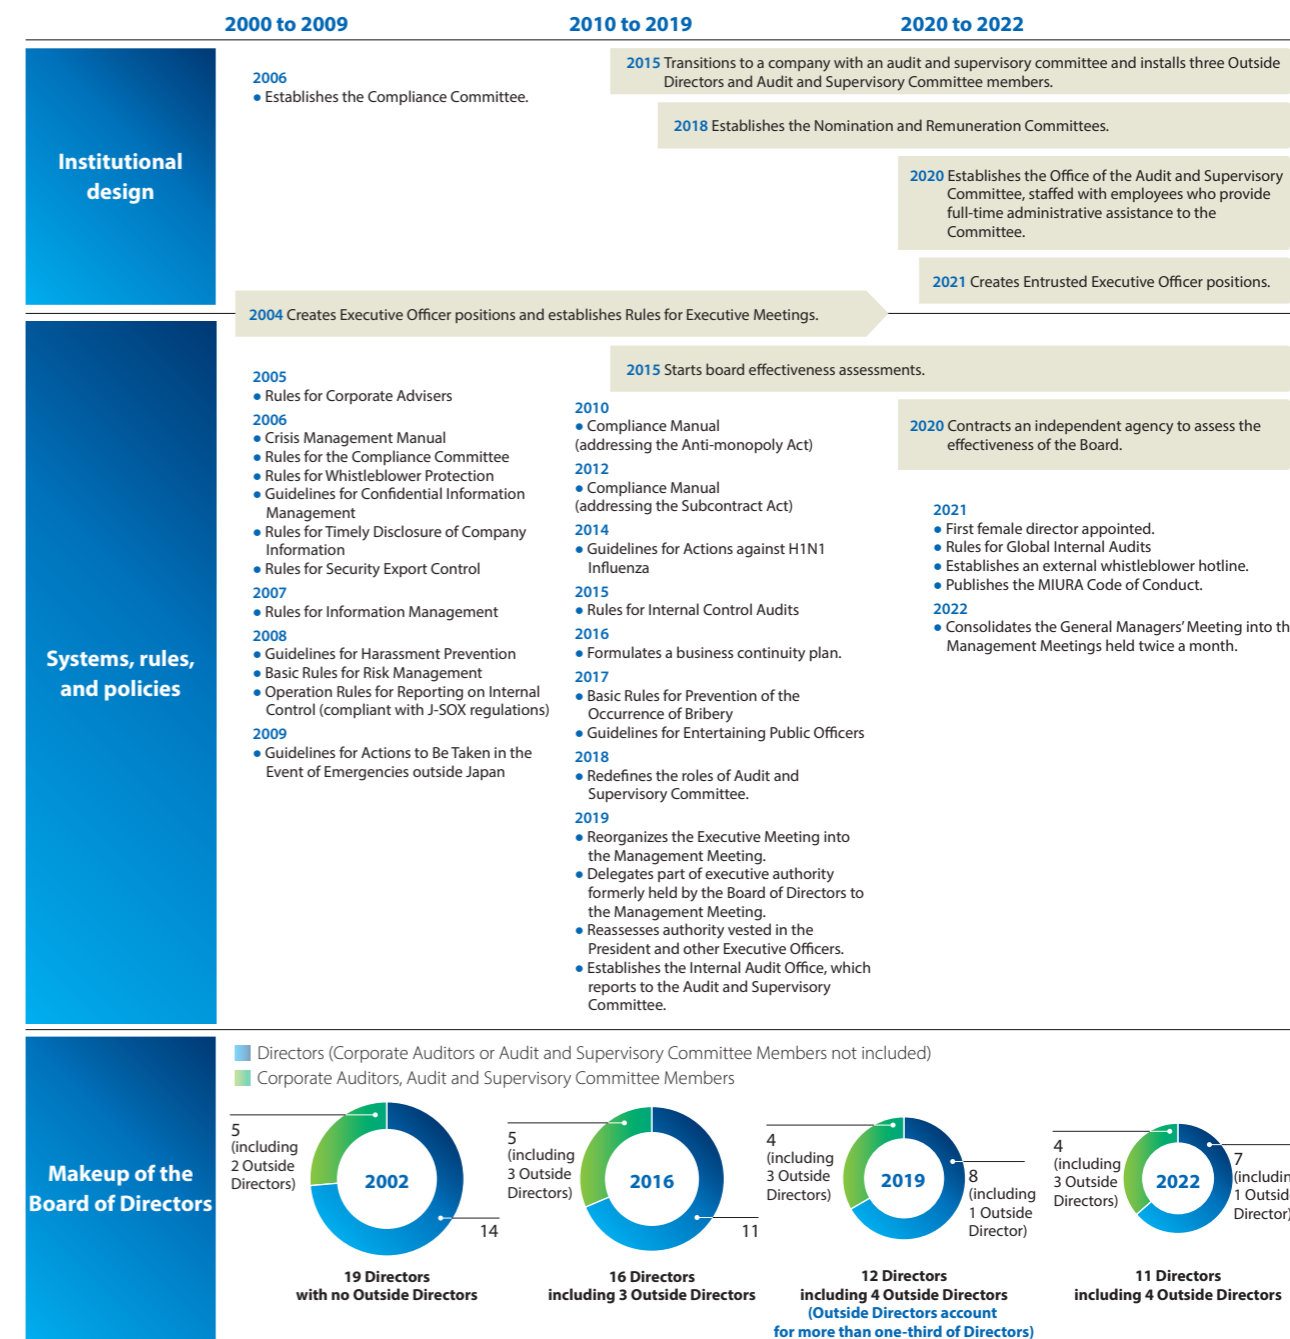 2000 to 2009
2010 to 2019
2020 to 2022
Institutional
design
2006
● Establishes the Compliance Committee.
2015 Transitions to a company with an audit and supervisory committee and installs three Outside
Directors and Audit and Supervisory Committee members.
2018 Establishes the Nomination and Remuneration Committees.
2020 Establishes the Office of the Audit and Supervisory
Committee, staffed with employees who provide
full-time administrative assistance to the
Committee.
2021 Creates Entrusted Executive Officer positions.
2004 Creates Executive Officer positions and establishes Rules for Executive Meetings.
Systems, rules,
and policies
2005
● Rules for Corporate Advisers
2006
● Crisis Management Manual
● Rules for the Compliance Committee
● Rules for Whistleblower Protection
● Guidelines for Confidential Information
Management
● Rules for Timely Disclosure of Company
Information
● Rules for Security Export Control
2007
● Rules for Information Management
2008
● Guidelines for Harassment Prevention
● Basic Rules for Risk Management
● Operation Rules for Reporting on Internal
Control (compliant with J-SOX regulations)
2009
● Guidelines for Actions to Be Taken in the
Event of Emergencies outside Japan
2015 Starts board effectiveness assessments.
2010
● Compliance Manual
(addressing the Anti-monopoly Act)
2012
● Compliance Manual
(addressing the Subcontract Act)
2014
● Guidelines for Actions against H1N1
Influenza
2015
● Rules for Internal Control Audits
2016
● Formulates a business continuity plan.
2017
● Basic Rules for Prevention of the
Occurrence of Bribery
● Guidelines for Entertaining Public Officers
2018
● Redefines the roles of Audit and
Supervisory Committee.
2019
● Reorganizes the Executive Meeting into
the Management Meeting.
● Delegates part of executive authority
formerly held by the Board of Directors to
the Management Meeting.
● Reassesses authority vested in the
President and other Executive Officers.
● Establishes the Internal Audit Office, which
reports to the Audit and Supervisory
Committee.
2020 Contracts an independent agency to assess the
effectiveness of the Board.
2021
● First female director appointed.
● Rules for Global Internal Audits
● Establishes an external whistleblower hotline.
● Publishes the MIURA Code of Conduct.
2022
● Consolidates the General Managers' Meeting into th
Management Meetings held twice a month.
Makeup of the
Board of Directors
Directors (Corporate Auditors or Audit and Supervisory Committee Members not included)
Corporate Auditors, Audit and Supervisory Committee Members
5
(including
2 Outside
Directors)
2002
14
19 Directors
with no Outside Directors
5
(including
3 Outside
Directors)
2016
11
16 Directors
including 3 Outside Directors
4
(including
3 Outside
Directors)
2019
8
(including
1 Outside
Director)
12 Directors
including 4 Outside Directors
(Outside Directors account
for more than one-third of Directors)
4
(including
3 Outside
Directors)
2022
7
(includin
1 Outsid
Director)
11 Directors
including 4 Outside Directors